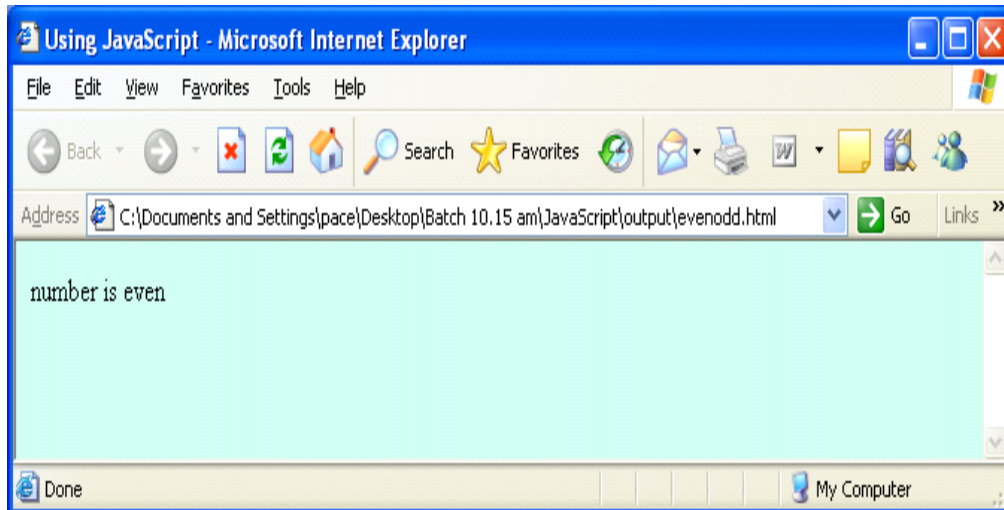 Using JavaScript - Microsoft Internet Explorer
File Edit View Favorites Tools Help
Back Search Favorites W
Address C:\Documents and Settings\pace\Desktop\Batch 10.15 am\JavaScript\output\evenodd.html Go Links »
number is even
Done My Computer